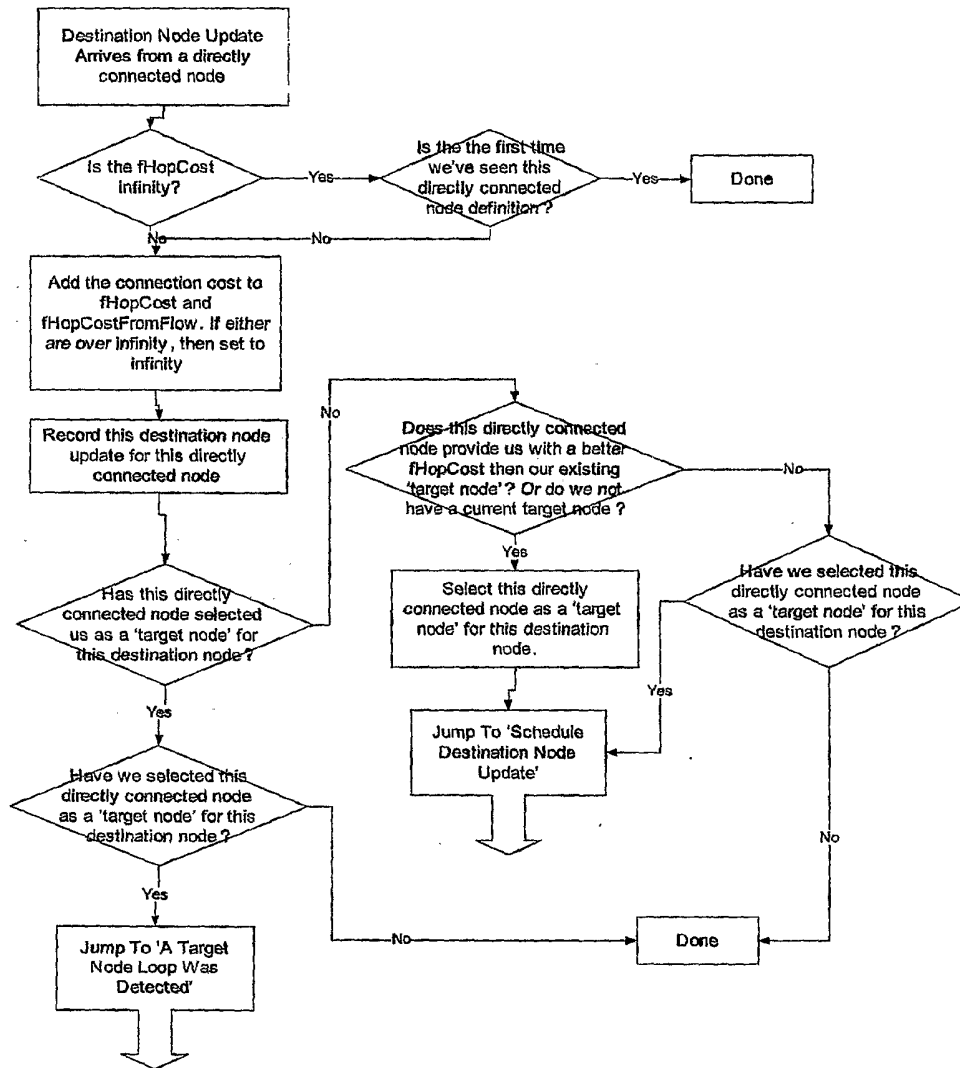 Destination Node Update
Arrives from a directly
connected node
Is the fHopCost
infinity?
Yes
Is the the first time
we've seen this
directly connected
node definition ?
Yes
Done
No
No
Add the connection cost to
fHopCost and
fHopCostFromFlow. If either
are over infinity, then set to
infinity
Record this destination node
update for this directly
connected node
No
Does this directly connected
node provide us with a better
fHopCost then our existing
'target node'? Or do we not
have a current target node ?
No
Yes
Has this directly
connected node selected
us as a 'target node' for
this destination node ?
Select this directly
connected node as a 'target
node' for this destination
node.
Have we selected this
directly connected node
as a 'target node' for this
destination node ?
Yes
Yes
Jump To 'Schedule
Destination Node
Update'
Have we selected this
directly connected node
as a 'target node' for this
destination node ?
No
Yes
No
Done
Jump To 'A Target
Node Loop Was
Detected'